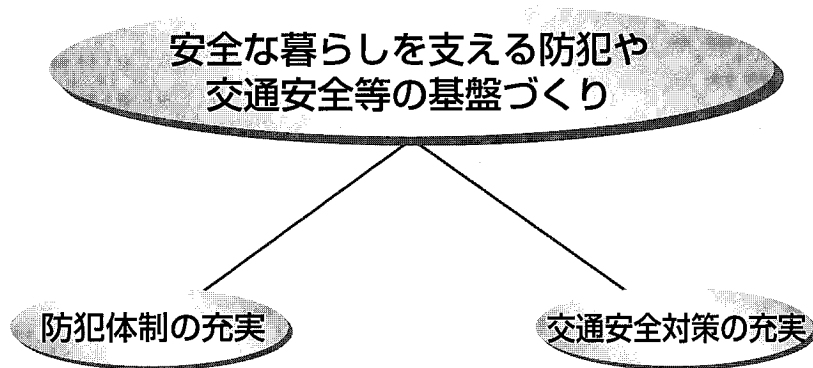 安全な暮らしを支える防犯や
交通安全等の基盤づくり
防犯体制の充実
交通安全対策の充実